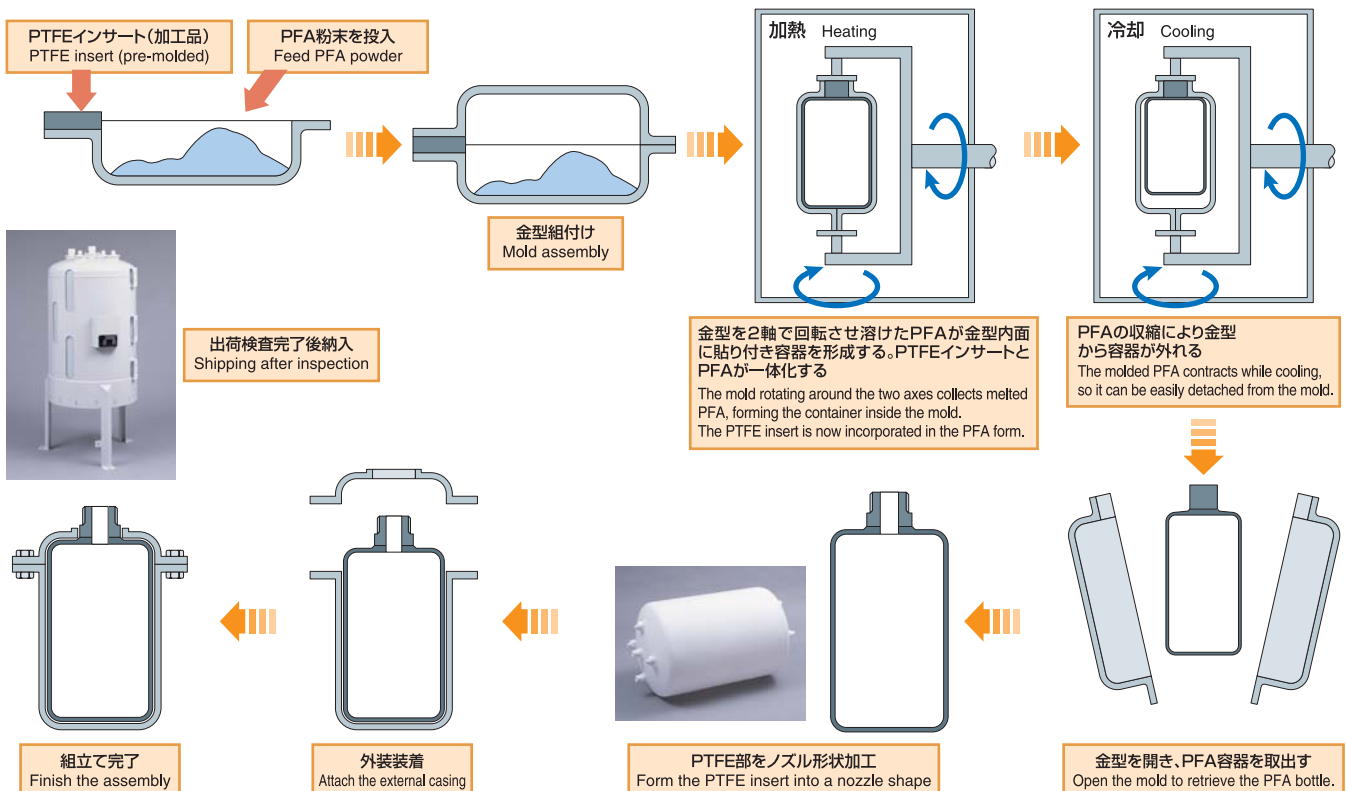 PTFEインサート(加工品)
PTFE insert (pre-molded)
PFA粉末を投入
Feed PFA powder
金型組付け
Mold assembly
加熱 Heating
金型を2軸で回転させ溶けたPFAが金型内面
に貼り付き容器を形成する。PTFEインサートと
PFAが一体化する
The mold rotating around the two axes collects melted
PFA, forming the container inside the mold.
The PTFE insert is now incorporated in the PFA form.
冷却 Cooling
PFAの収縮により金型
から容器が外れる
The molded PFA contracts while cooling,
so it can be easily detached from the mold.
金型を開き、PFA容器を取出す
Open the mold to retrieve the PFA bottle.
PTFE部をノズル形状加工
Form the PTFE insert into a nozzle shape
外装装着
Attach the external casing
組立て完了
Finish the assembly
出荷検査完了後納入
Shipping after inspection